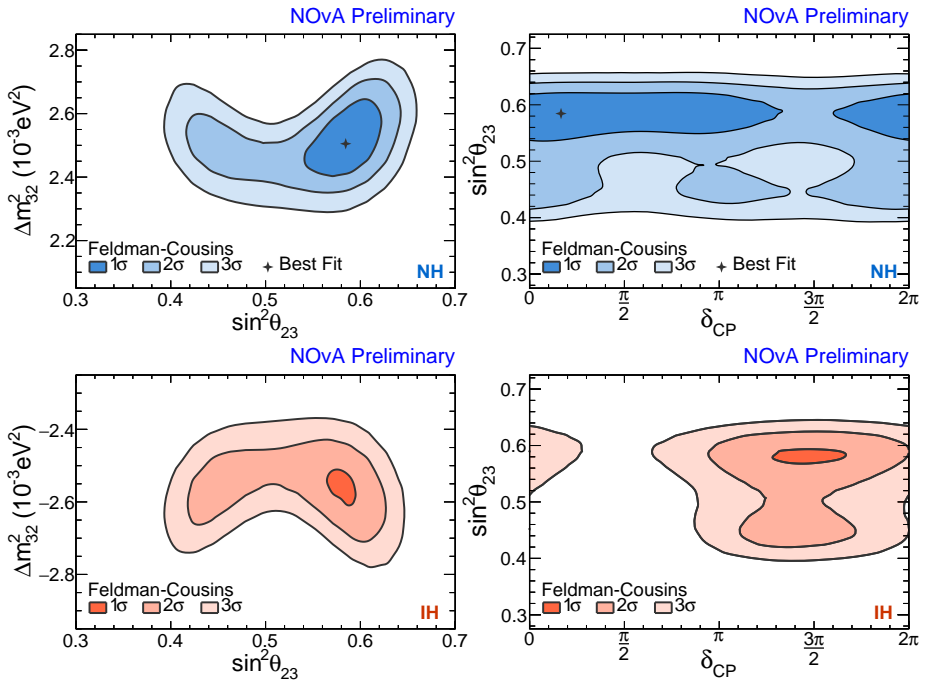 NOvA Preliminary
Δm²₃₂ (10⁻³eV²)
2.8
2.6
2.4
2.2
Feldman-Cousins
1σ 2σ 3σ Best Fit
NH
0.3 0.4 0.5 0.6 0.7
sin²θ₂₃
NOvA Preliminary
sin²θ₂₃
0.7
0.6
0.5
0.4
0.3
Feldman-Cousins
1σ 2σ 3σ Best Fit
NH
0 π/2 π 3π/2 2π
δCP
NOvA Preliminary
Δm²₃₂ (10⁻³eV²)
−2.4
−2.6
−2.8
Feldman-Cousins
1σ 2σ 3σ
IH
0.3 0.4 0.5 0.6 0.7
sin²θ₂₃
NOvA Preliminary
sin²θ₂₃
0.7
0.6
0.5
0.4
0.3
Feldman-Cousins
1σ 2σ 3σ
IH
0 π/2 π 3π/2 2π
δCP